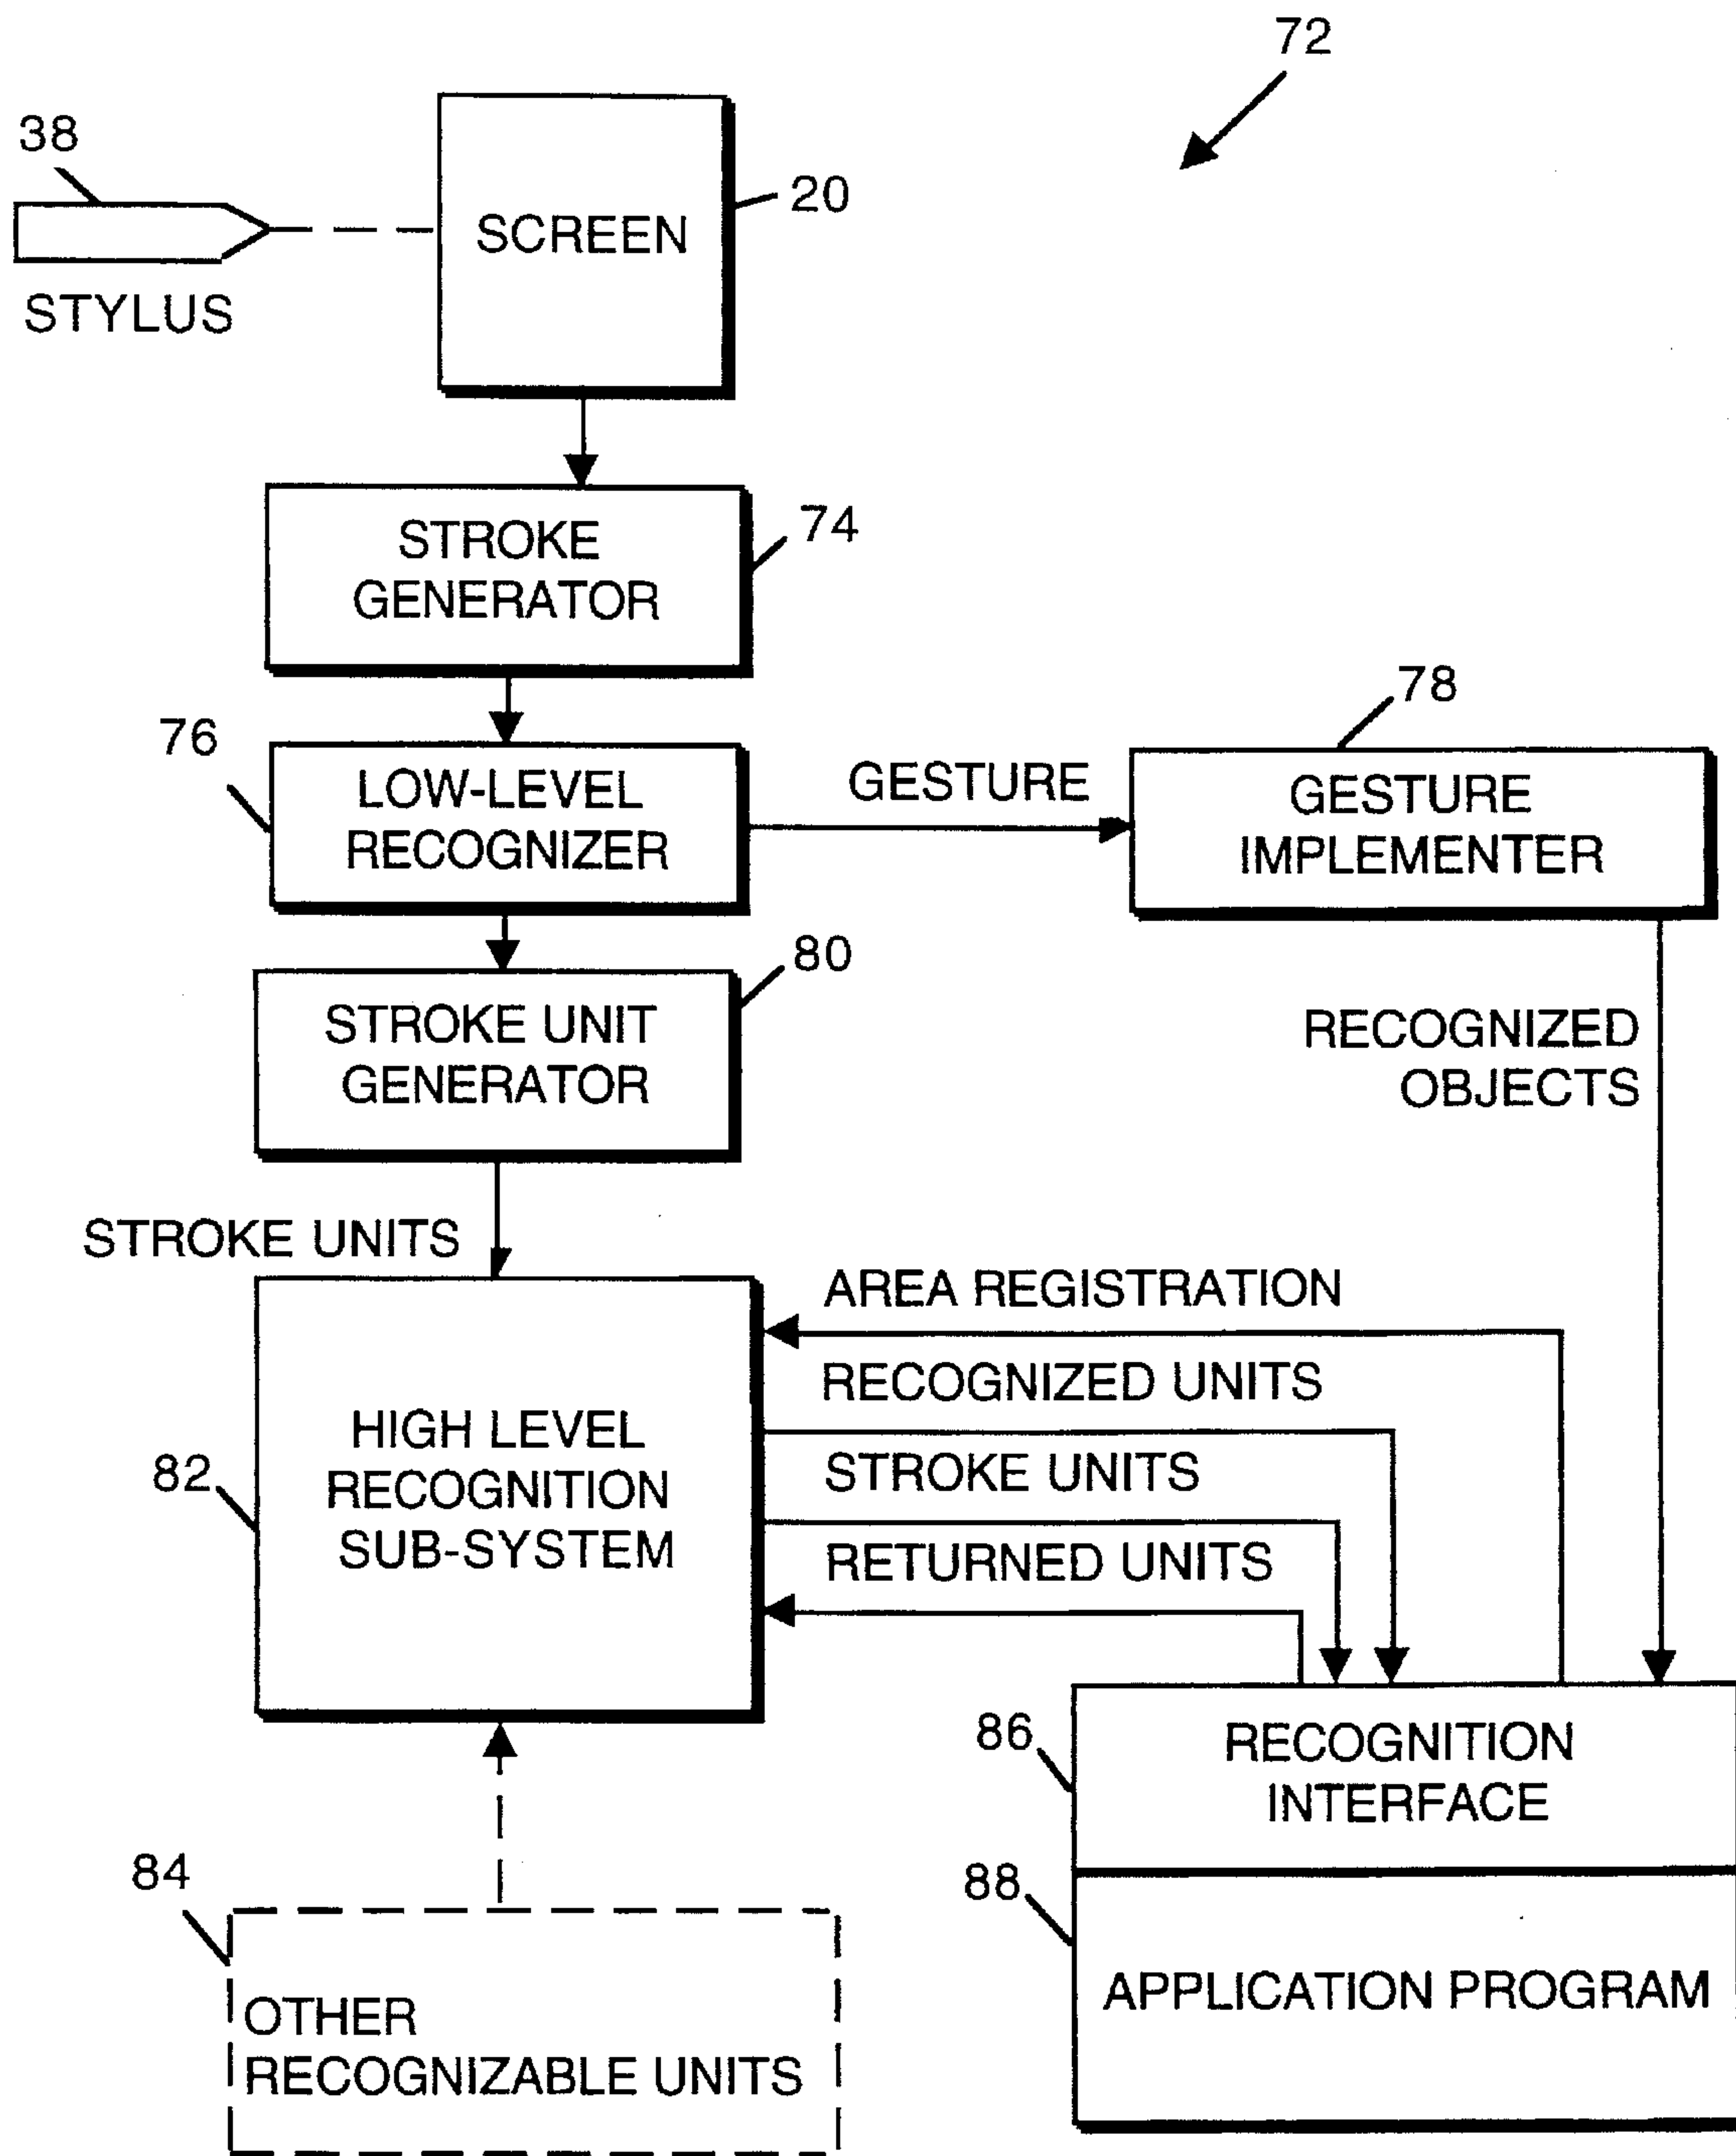 72
38
20
SCREEN
STYLUS
74
STROKE
GENERATOR
76
LOW-LEVEL
RECOGNIZER
GESTURE
78
GESTURE
IMPLEMENTER
80
STROKE UNIT
GENERATOR
RECOGNIZED
OBJECTS
STROKE UNITS
AREA REGISTRATION
RECOGNIZED UNITS
STROKE UNITS
RETURNED UNITS
82
HIGH LEVEL
RECOGNITION
SUB-SYSTEM
86
RECOGNITION
INTERFACE
84
OTHER
RECOGNIZABLE UNITS
88
APPLICATION PROGRAM